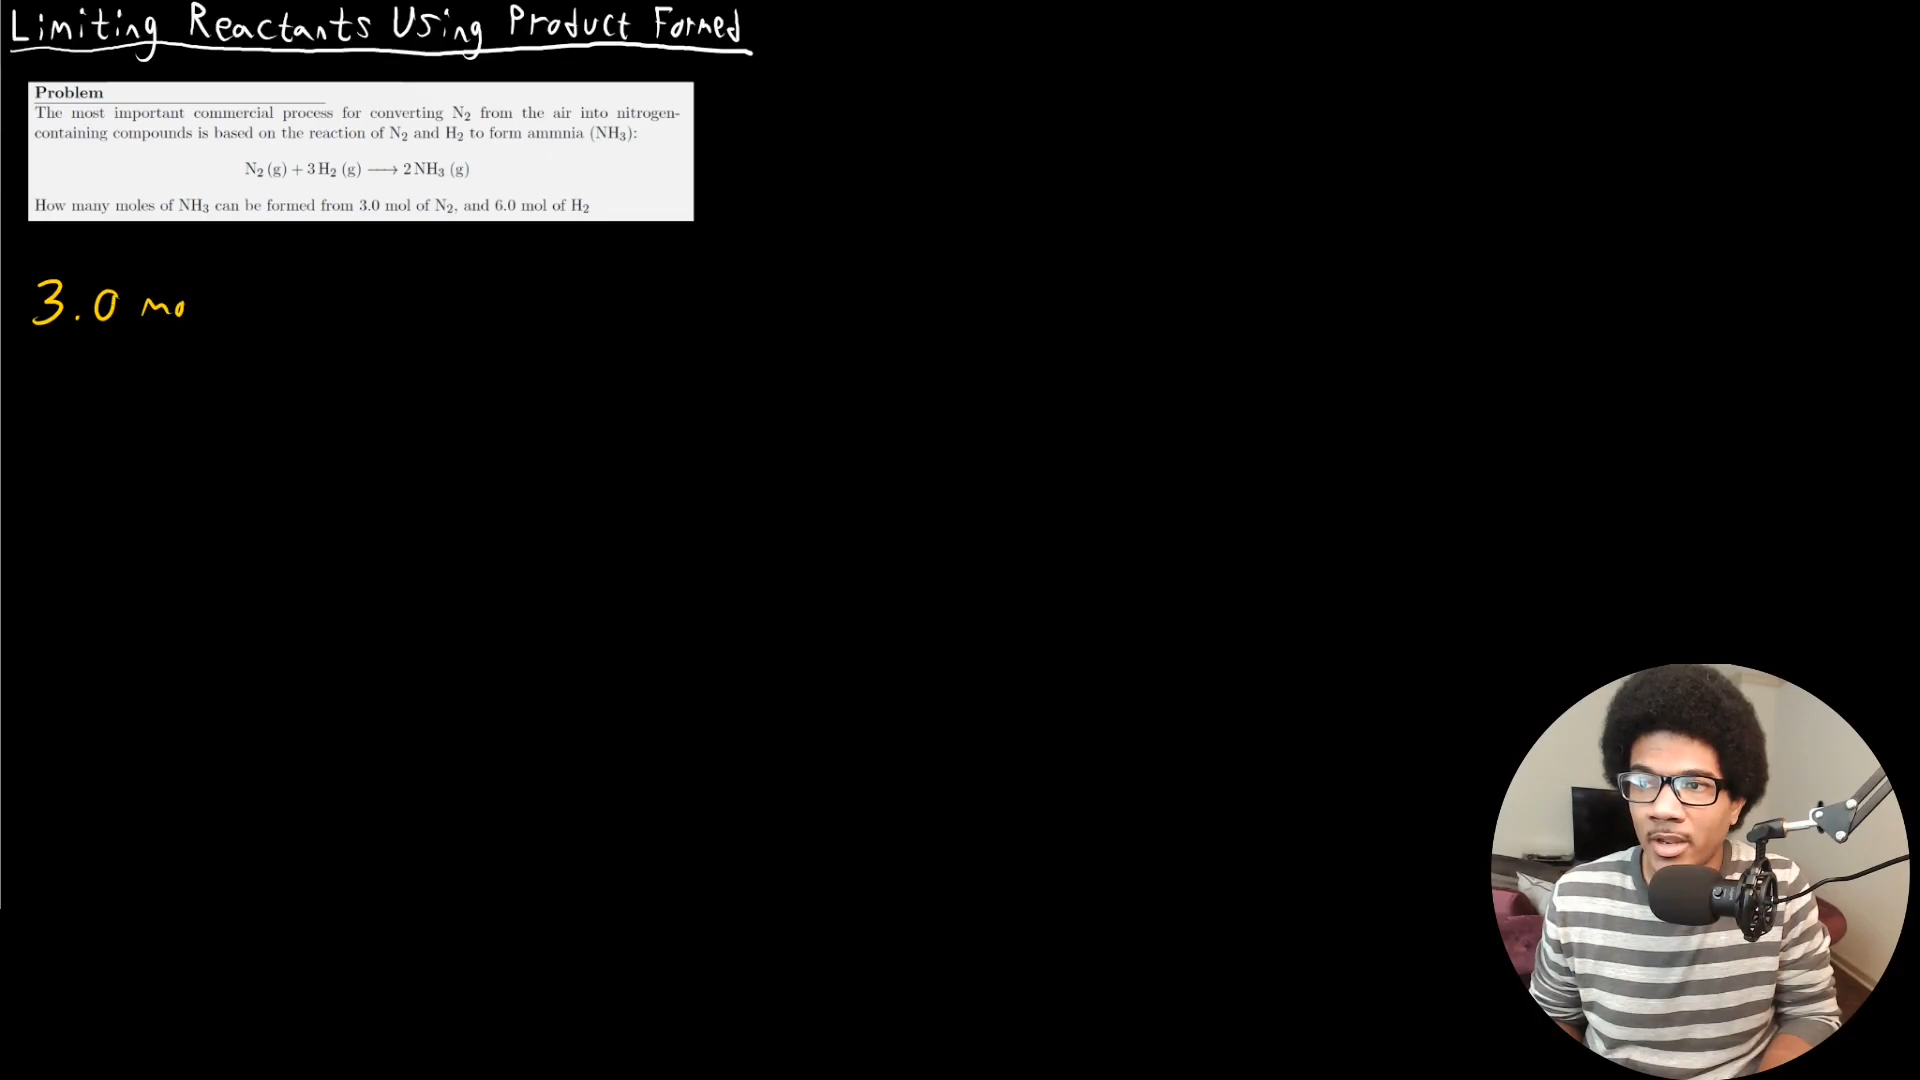 Limiting Reactants Using Product Formed
Problem
The most important commercial process for converting N₂ from the air into nitrogen-
containing compounds is based on the reaction of N₂ and H₂ to form ammnia (NH₃):
N₂ (g) + 3 H₂ (g) ⟶ 2 NH₃ (g)
How many moles of NH₃ can be formed from 3.0 mol of N₂, and 6.0 mol of H₂
3.0 mo